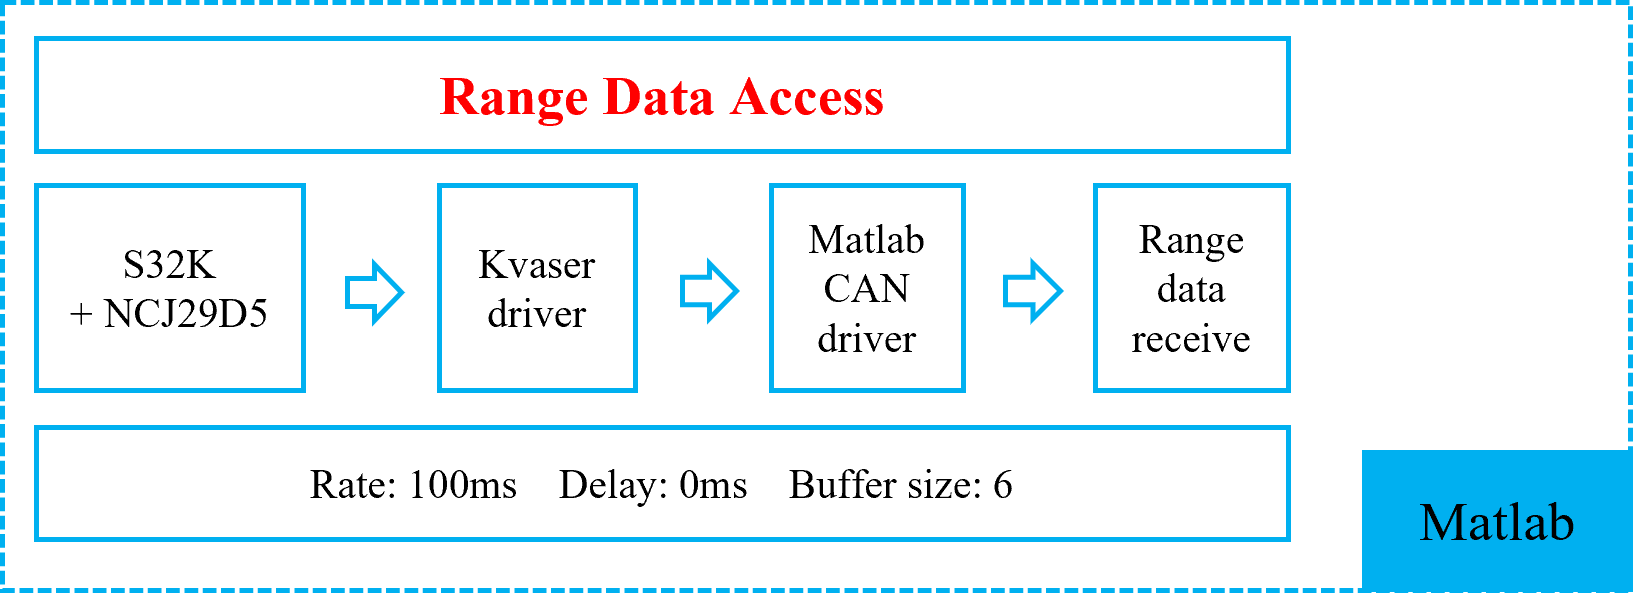 Range Data Access
S32K
+ NCJ29D5
Kvaser
driver
Matlab
CAN
driver
Range
data
receive
Rate: 100ms Delay: 0ms Buffer size: 6
Matlab